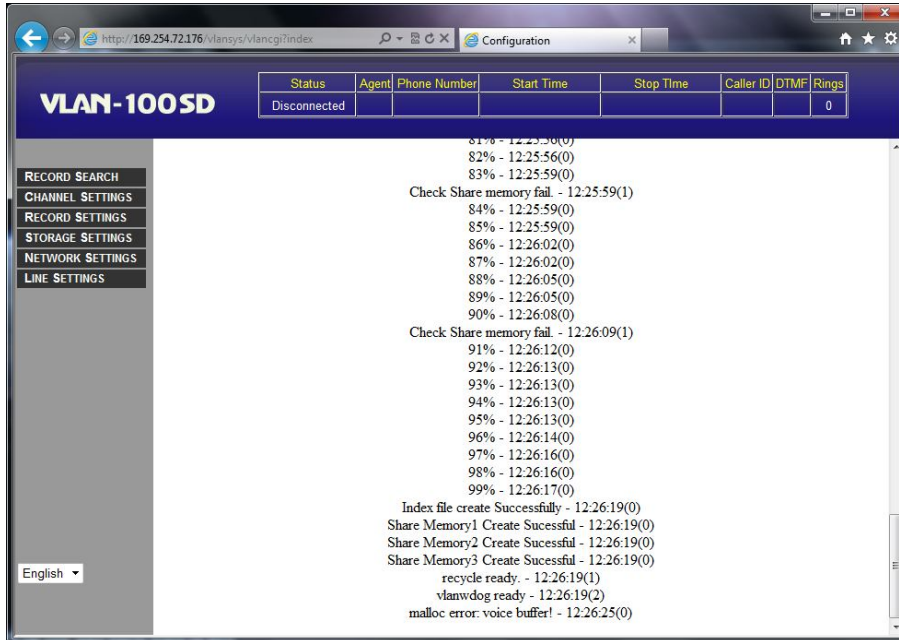 http://169.254.72.176/vlansys/vlancgi?index
Configuration
VLAN-100SD
Status Agent Phone Number Start Time Stop TIme Caller ID DTMF Rings
Disconnected 0
RECORD SEARCH
CHANNEL SETTINGS
RECORD SETTINGS
STORAGE SETTINGS
NETWORK SETTINGS
LINE SETTINGS
English
81% - 12:25:56(0)
82% - 12:25:56(0)
83% - 12:25:59(0)
Check Share memory fail. - 12:25:59(1)
84% - 12:25:59(0)
85% - 12:25:59(0)
86% - 12:26:02(0)
87% - 12:26:02(0)
88% - 12:26:05(0)
89% - 12:26:05(0)
90% - 12:26:08(0)
Check Share memory fail. - 12:26:09(1)
91% - 12:26:12(0)
92% - 12:26:13(0)
93% - 12:26:13(0)
94% - 12:26:13(0)
95% - 12:26:13(0)
96% - 12:26:14(0)
97% - 12:26:16(0)
98% - 12:26:16(0)
99% - 12:26:17(0)
Index file create Successfully - 12:26:19(0)
Share Memory1 Create Sucessful - 12:26:19(0)
Share Memory2 Create Sucessful - 12:26:19(0)
Share Memory3 Create Sucessful - 12:26:19(0)
recycle ready. - 12:26:19(1)
vlanwdog ready - 12:26:19(2)
malloc error: voice buffer! - 12:26:25(0)